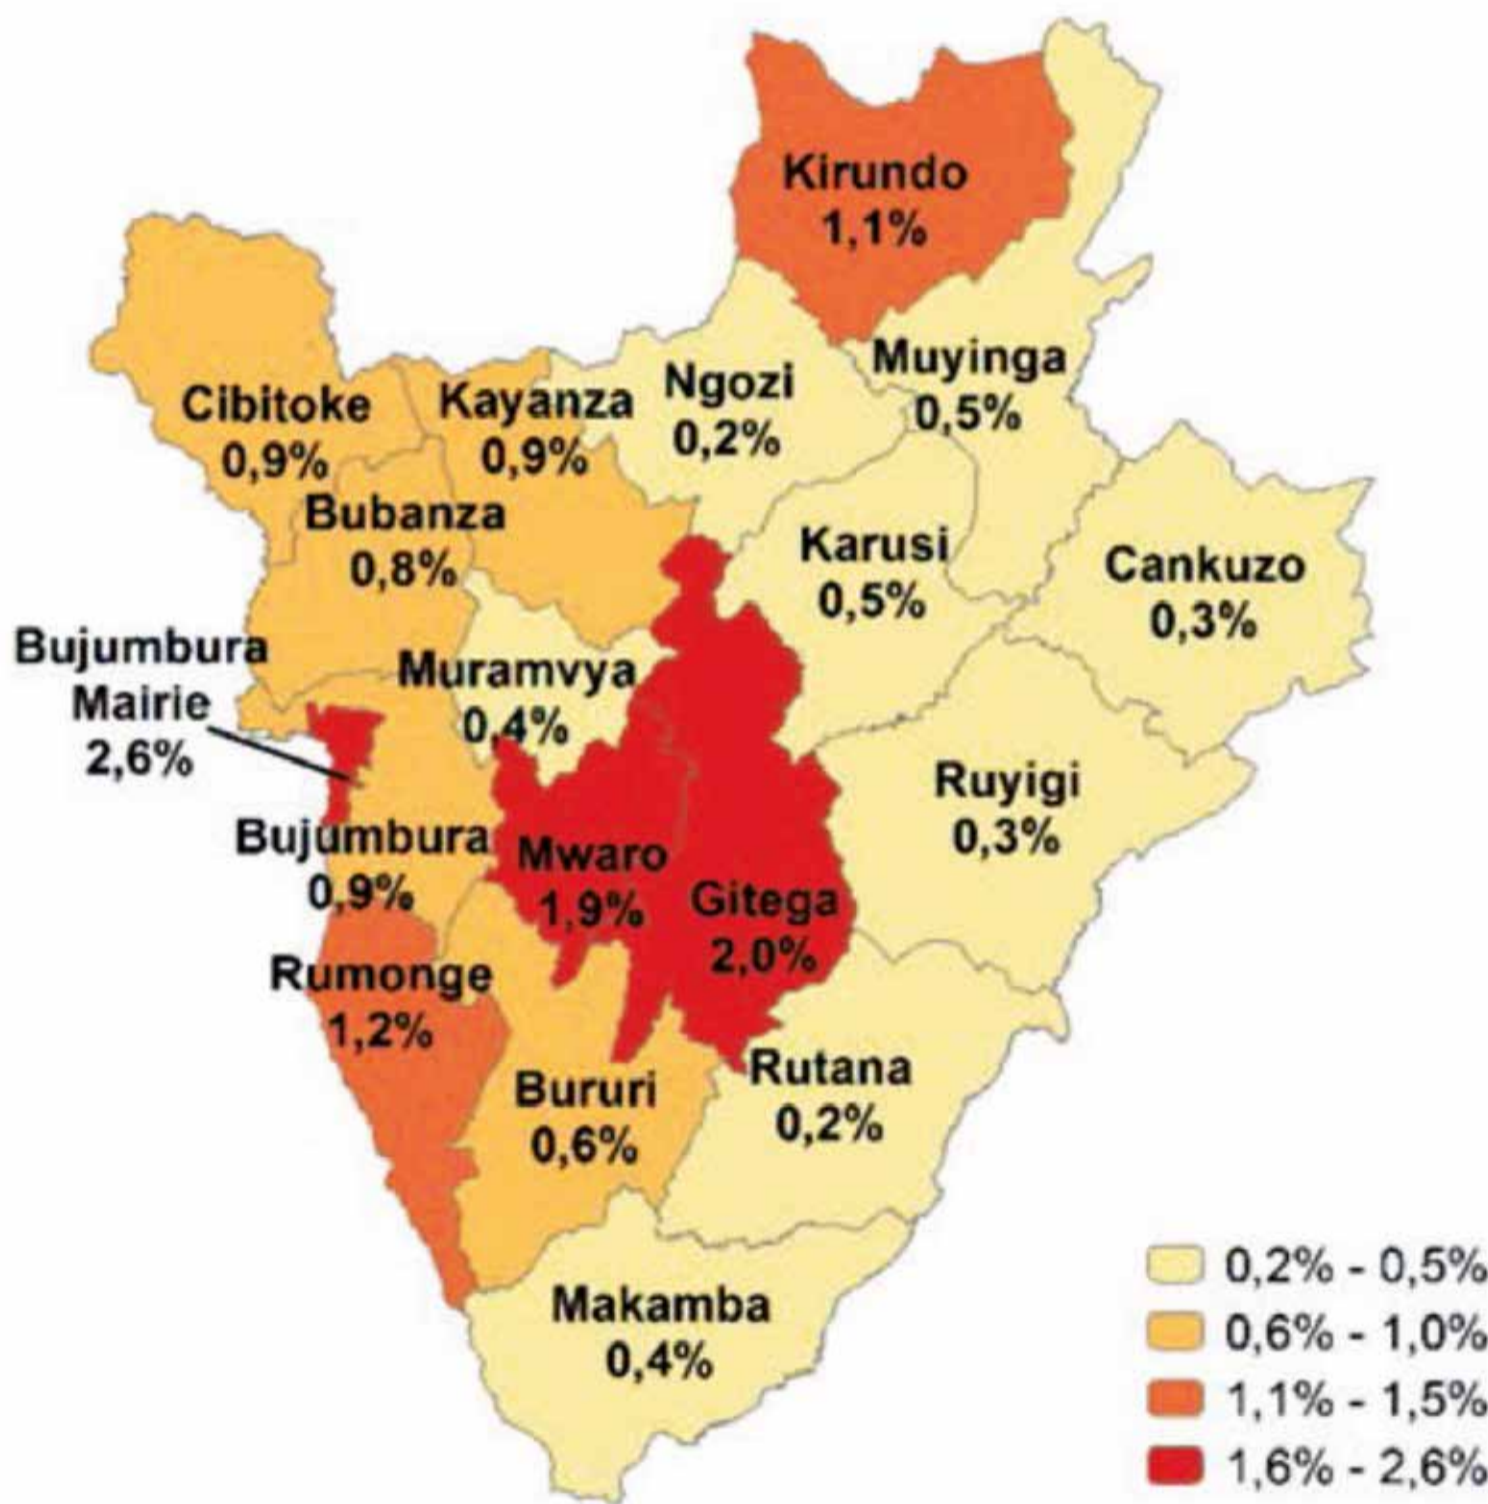 Kirundo
1,1%
Muyinga
0,5%
Ngozi
0,2%
Kayanza
0,9%
Cibitoke
0,9%
Bubanza
0,8%
Karusi
0,5%
Cankuzo
0,3%
Bujumbura
Mairie
2,6%
Muramvya
0,4%
Ruyigi
0,3%
Bujumbura
0,9%
Mwaro
1,9%
Gitega
2,0%
Rumonge
1,2%
Bururi
0,6%
Rutana
0,2%
Makamba
0,4%
0,2% - 0,5%
0,6% - 1,0%
1,1% - 1,5%
1,6% - 2,6%